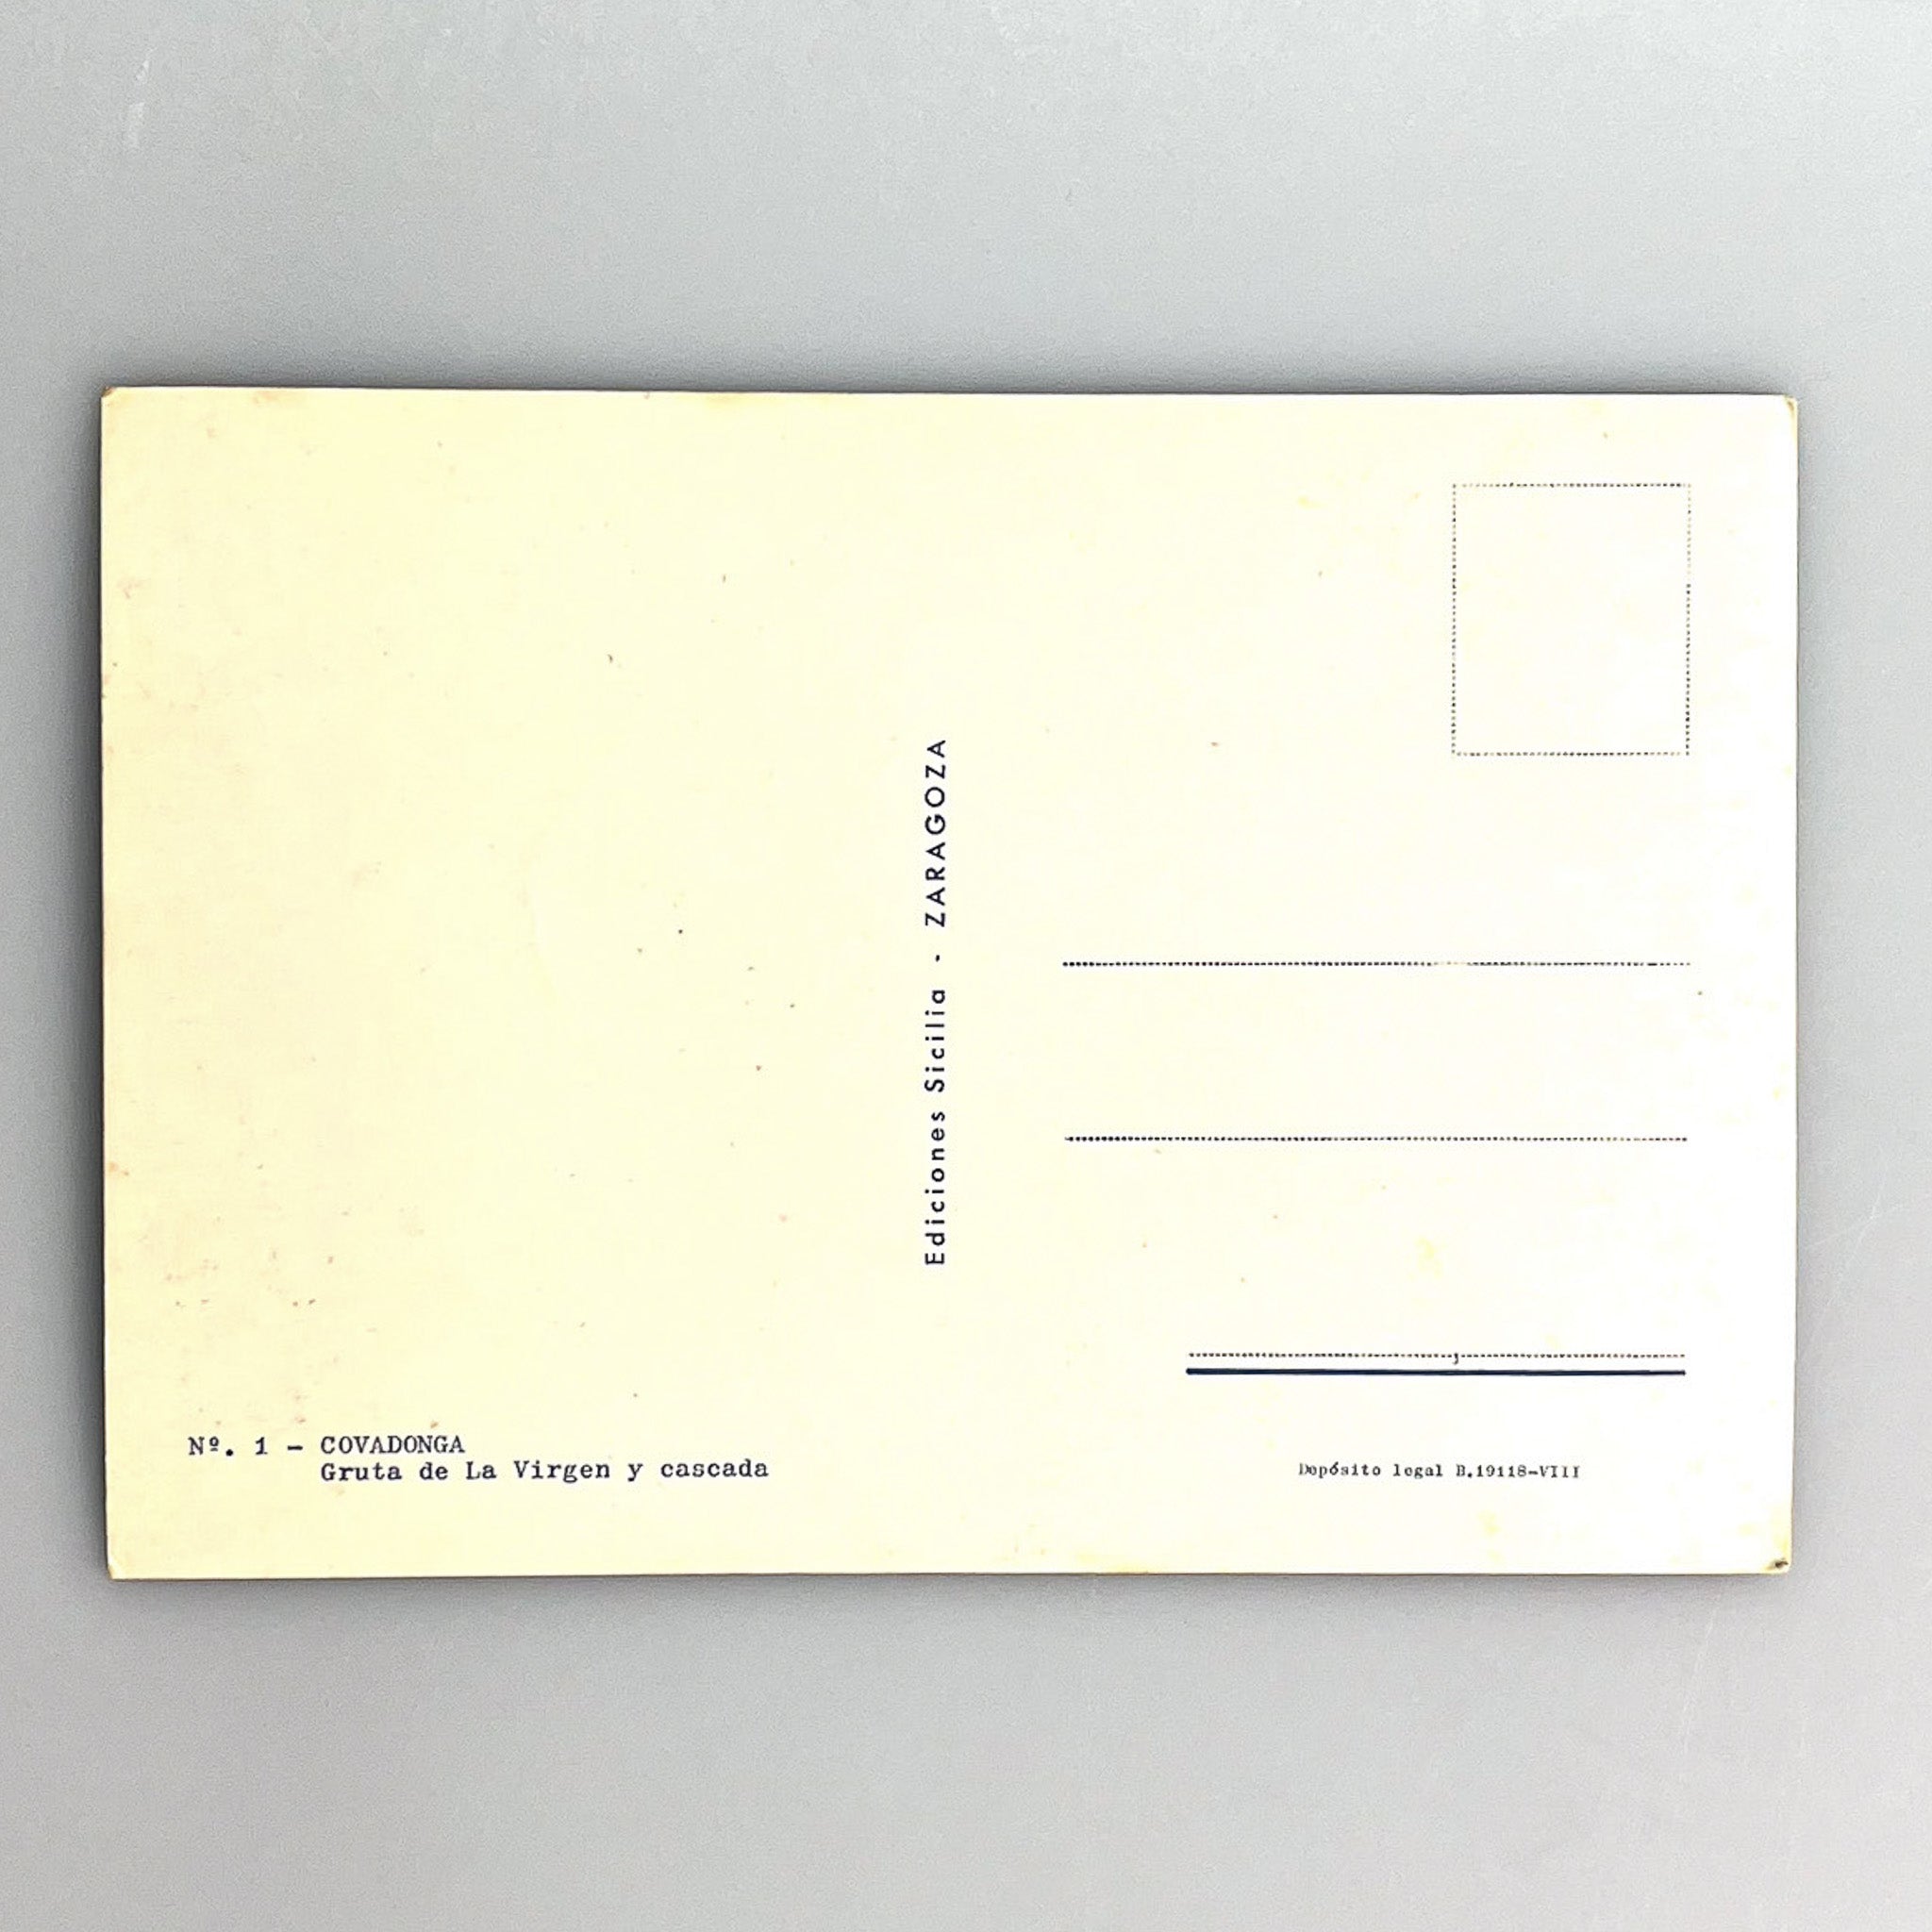 Ediciones Sicilia - ZARAGOZA
Nº. 1 - COVADONGA
Gruta de La Virgen y cascada
Depósito legal B.19118-VIII